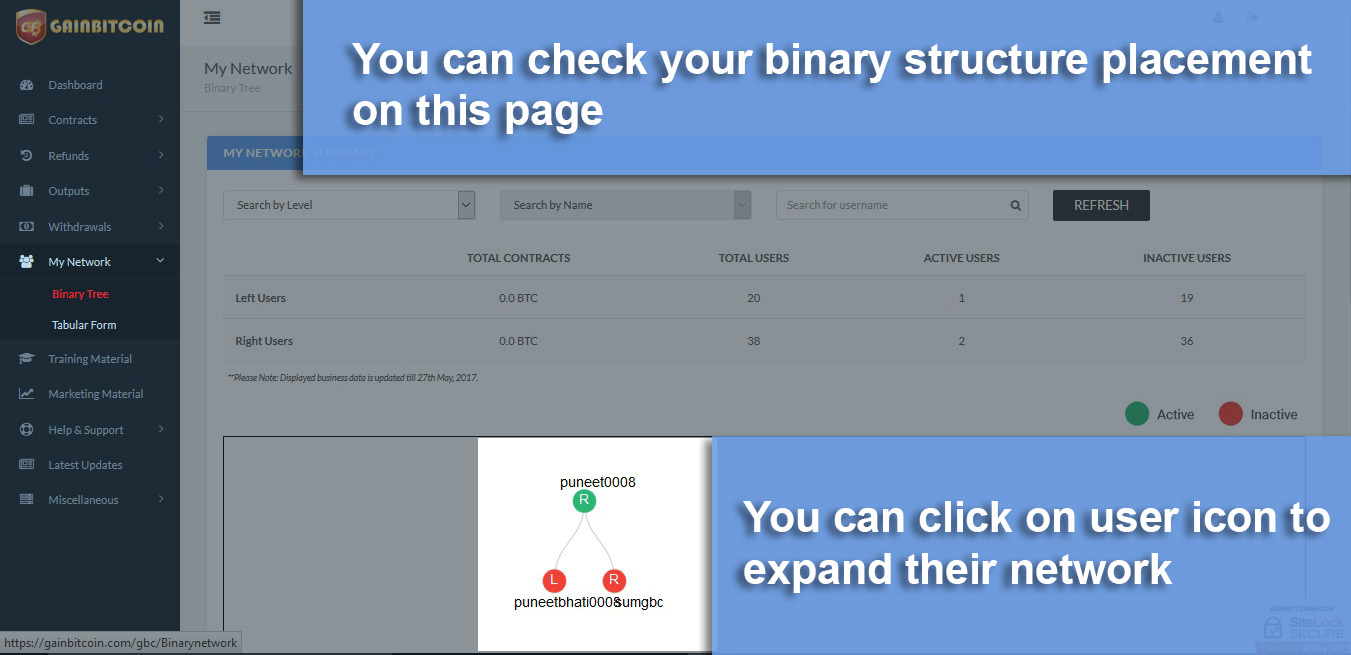 GAINBITCOIN
You can check your binary structure placement
on this page
Dashboard
Contracts
Refunds
Outputs
Withdrawals
My Network
Binary Tree
Tabular Form
Training Material
Marketing Material
Help & Support
Latest Updates
Miscellaneous
My Network
Binary Tree
MY NETWORK SUMMARY
Search by Level
Search by Name
Search for username
REFRESH
TOTAL CONTRACTS TOTAL USERS ACTIVE USERS INACTIVE USERS
Left Users 0.0 BTC 20 1 19
Right Users 0.0 BTC 38 2 36
**Please Note: Displayed business data is updated till 27th May, 2017.
Active
Inactive
puneet0008
R
L R
puneetbhati0008 sumgbc
You can click on user icon to
expand their network
GAINBITCOIN.COM
SiteLock
SECURE
https://gainbitcoin.com/gbc/Binarynetwork